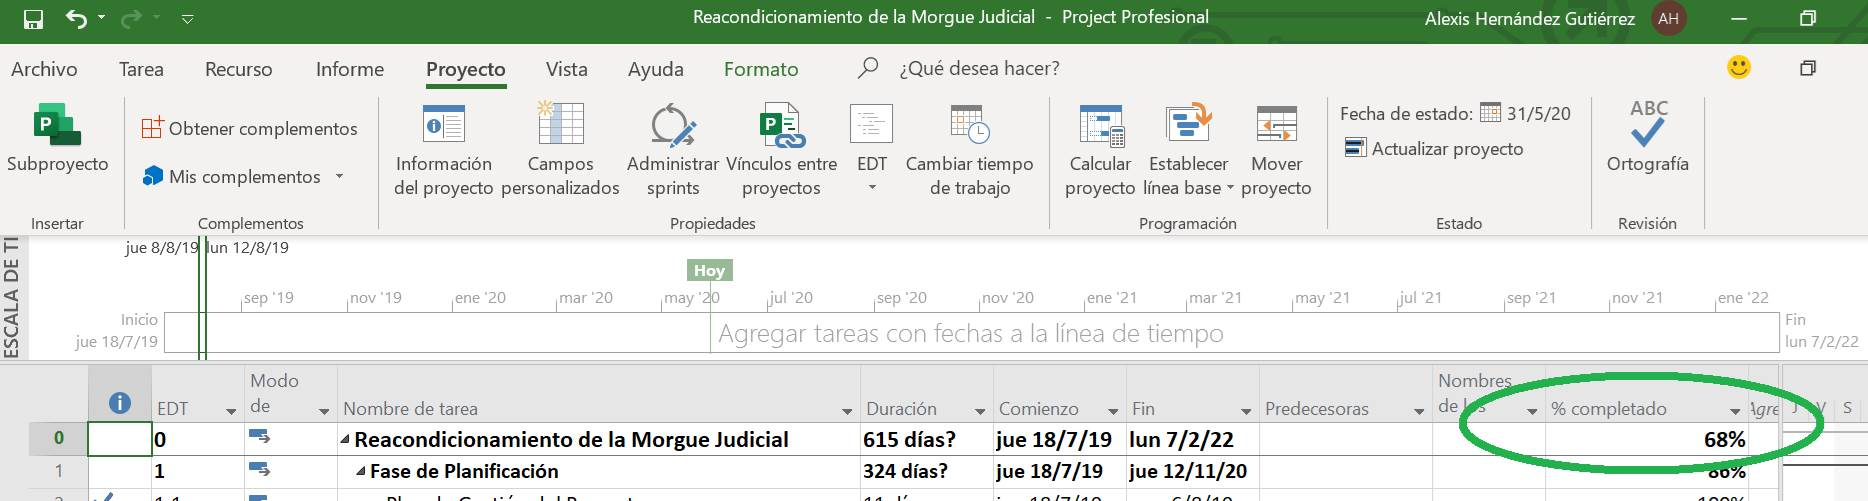 Reacondicionamiento de la Morgue Judicial - Project Profesional
Alexis Hernández Gutiérrez AH
Archivo Tarea Recurso Informe Proyecto Vista Ayuda Formato ¿Qué desea hacer?
Subproyecto
Insertar
Obtener complementos
Mis complementos
Complementos
Información del proyecto
Campos personalizados
Administrar sprints
Vínculos entre proyectos
EDT
Cambiar tiempo de trabajo
Propiedades
Calcular proyecto
Establecer línea base
Mover proyecto
Programación
Fecha de estado: 31/5/20
Actualizar proyecto
Estado
ABC
Ortografía
Revisión
ESCALA DE TI
jue 8/8/19 lun 12/8/19
Hoy
sep '19 nov '19 ene '20 mar '20 may '20 jul '20 sep '20 nov '20 ene '21 mar '21 may '21 jul '21 sep '21 nov '21 ene '22
Inicio
jue 18/7/19
Agregar tareas con fechas a la línea de tiempo
Fin
lun 7/2/22
EDT Modo de Nombre de tarea Duración Comienzo Fin Predecesoras Nombres de los % completado Agre J V S
0 0 Reacondicionamiento de la Morgue Judicial 615 días? jue 18/7/19 lun 7/2/22 68%
1 1 Fase de Planificación 324 días? jue 18/7/19 jue 12/11/20 86%